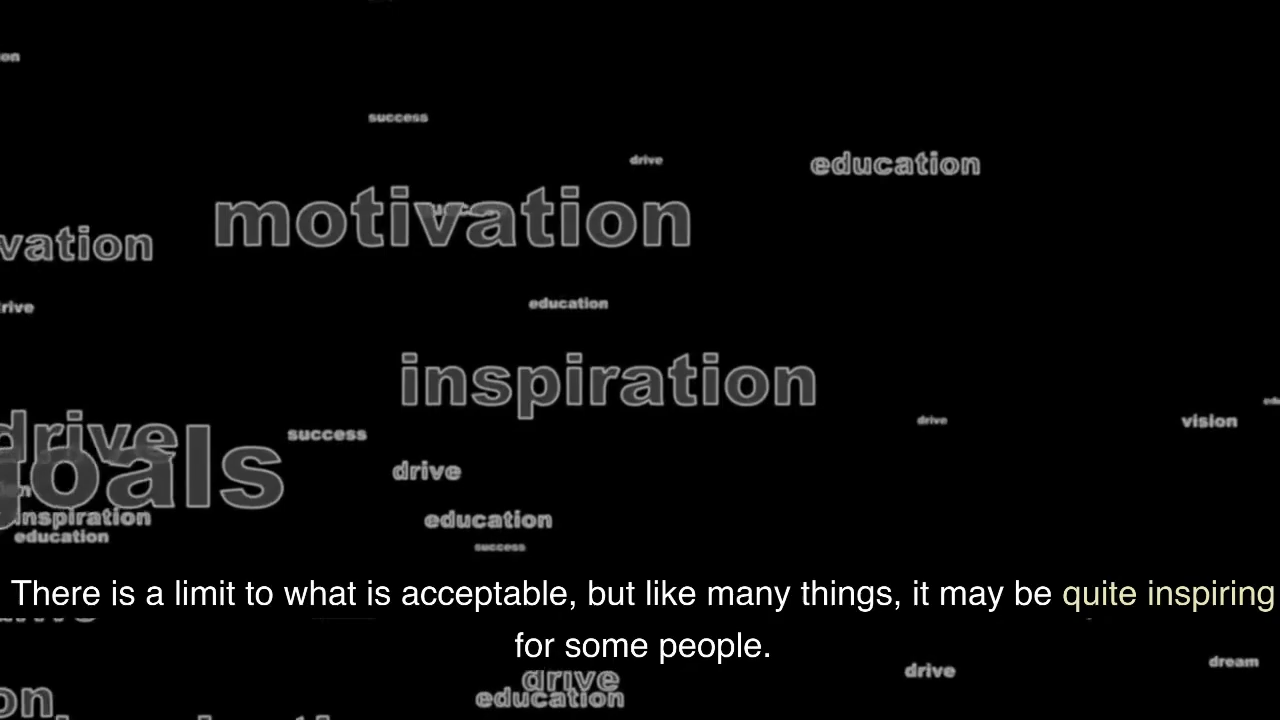 success
drive
education
motivation
vation
education
rive
inspiration
drive
goals
success
drive
vision
drive
inspiration
education
education
success
There is a limit to what is acceptable, but like many things, it may be quite inspiring
for some people.
drive
education
drive
dream
on